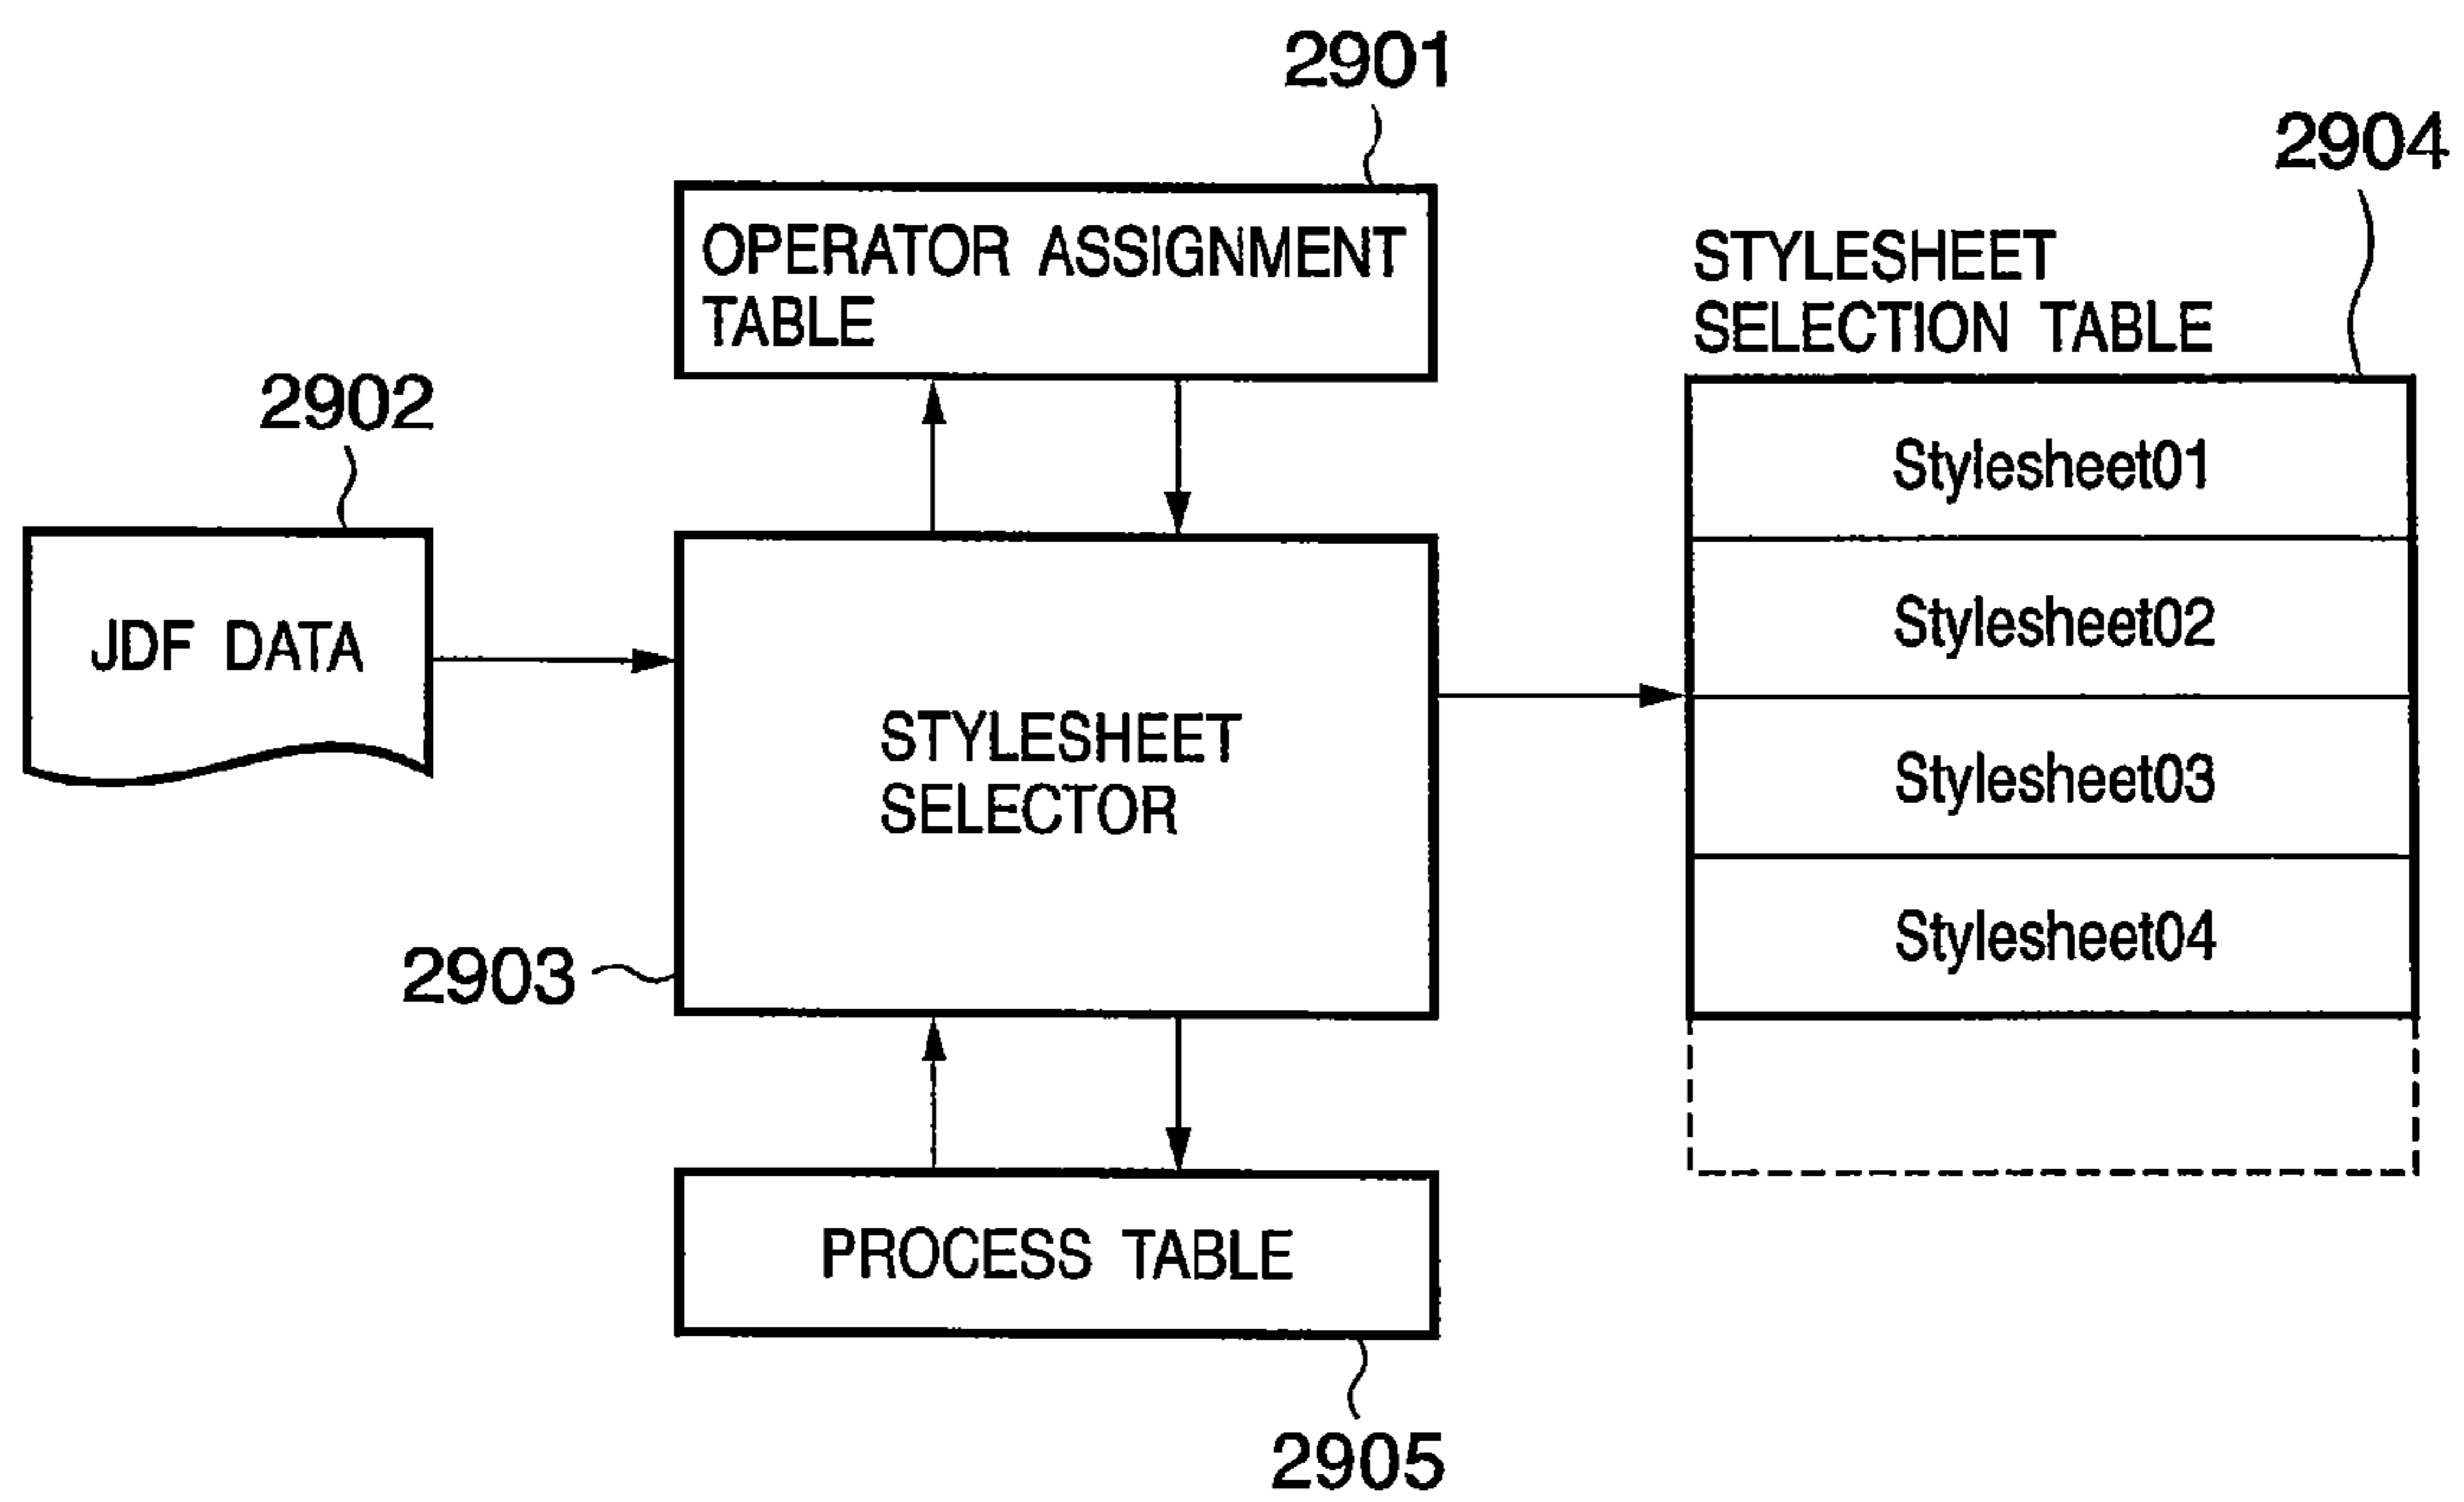 2901
2904
OPERATOR ASSIGNMENT
TABLE
STYLESHEET
SELECTION TABLE
2902
Stylesheet01
JDF DATA
Stylesheet02
STYLESHEET
SELECTOR
Stylesheet03
2903
Stylesheet04
PROCESS TABLE
2905